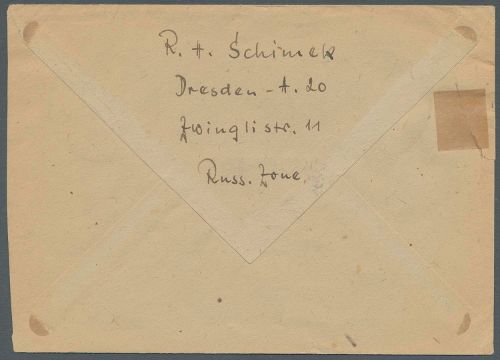 R. H. Schimek
Dresden - A. 20
Zwinglistr. 11
Russ. Zone